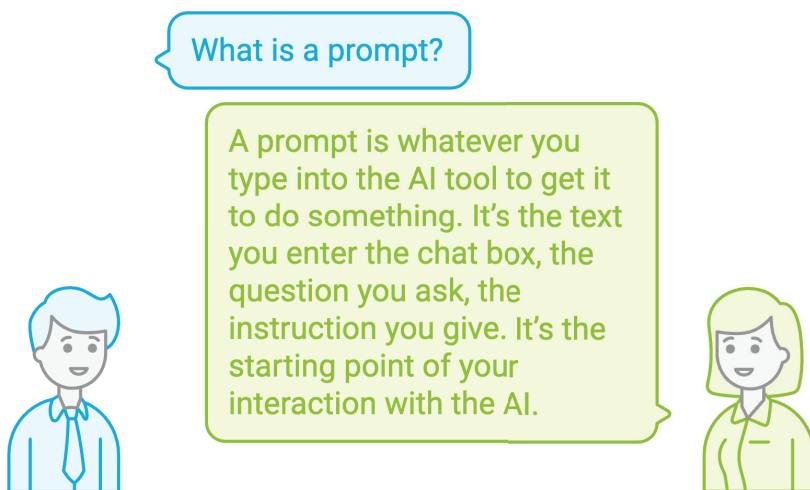 What is a prompt?
A prompt is whatever you
type into the AI tool to get it
to do something. It’s the text
you enter the chat box, the
question you ask, the
instruction you give. It’s the
starting point of your
interaction with the AI.